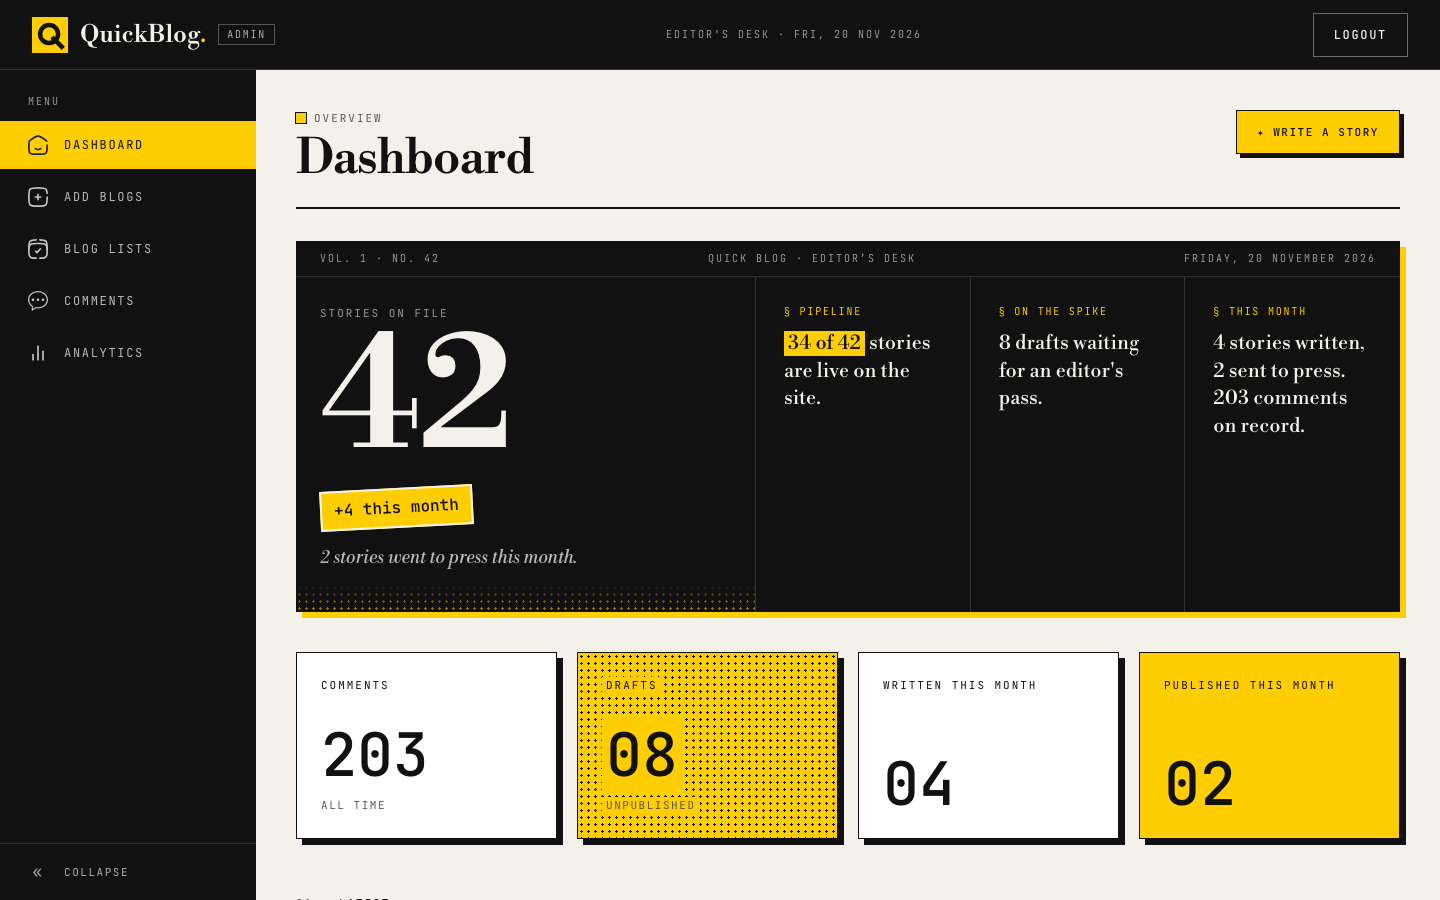 QuickBlog.
ADMIN
EDITOR'S DESK · FRI, 20 NOV 2026
LOGOUT
MENU
DASHBOARD
ADD BLOGS
BLOG LISTS
COMMENTS
ANALYTICS
« COLLAPSE
OVERVIEW
Dashboard
✦ WRITE A STORY
VOL. 1 · NO. 42
QUICK BLOG · EDITOR’S DESK
FRIDAY, 20 NOVEMBER 2026
STORIES ON FILE
42
+4 this month
2 stories went to press this month.
§ PIPELINE
34 of 42 stories
are live on the
site.
§ ON THE SPIKE
8 drafts waiting
for an editor's
pass.
§ THIS MONTH
4 stories written,
2 sent to press.
203 comments
on record.
COMMENTS
203
ALL TIME
DRAFTS
08
UNPUBLISHED
WRITTEN THIS MONTH
04
PUBLISHED THIS MONTH
02